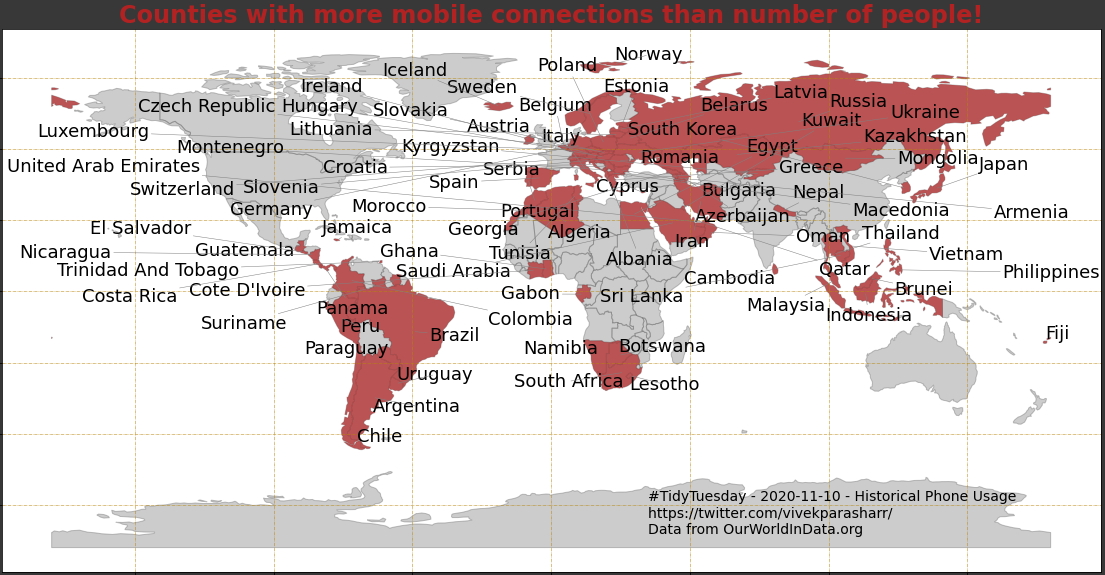 Counties with more mobile connections than number of people!
Norway
Poland
Iceland
Ireland
Sweden
Estonia
Latvia
Russia
Czech Republic
Hungary
Slovakia
Belgium
Belarus
Ukraine
Kuwait
Luxembourg
Lithuania
Austria
Italy
South Korea
Kazakhstan
Montenegro
Kyrgyzstan
Egypt
Romania
Mongolia
United Arab Emirates
Croatia
Serbia
Greece
Japan
Switzerland
Slovenia
Spain
Cyprus
Bulgaria
Nepal
Germany
Morocco
Portugal
Azerbaijan
Macedonia
Armenia
El Salvador
Jamaica
Georgia
Algeria
Iran
Oman
Thailand
Nicaragua
Guatemala
Ghana
Tunisia
Albania
Vietnam
Trinidad And Tobago
Saudi Arabia
Cambodia
Qatar
Philippines
Costa Rica
Cote D'Ivoire
Gabon
Sri Lanka
Brunei
Suriname
Panama
Colombia
Malaysia
Indonesia
Peru
Brazil
Fiji
Paraguay
Namibia
Botswana
Uruguay
South Africa
Lesotho
Argentina
Chile
#TidyTuesday - 2020-11-10 - Historical Phone Usage
https://twitter.com/vivekparasharr/
Data from OurWorldInData.org